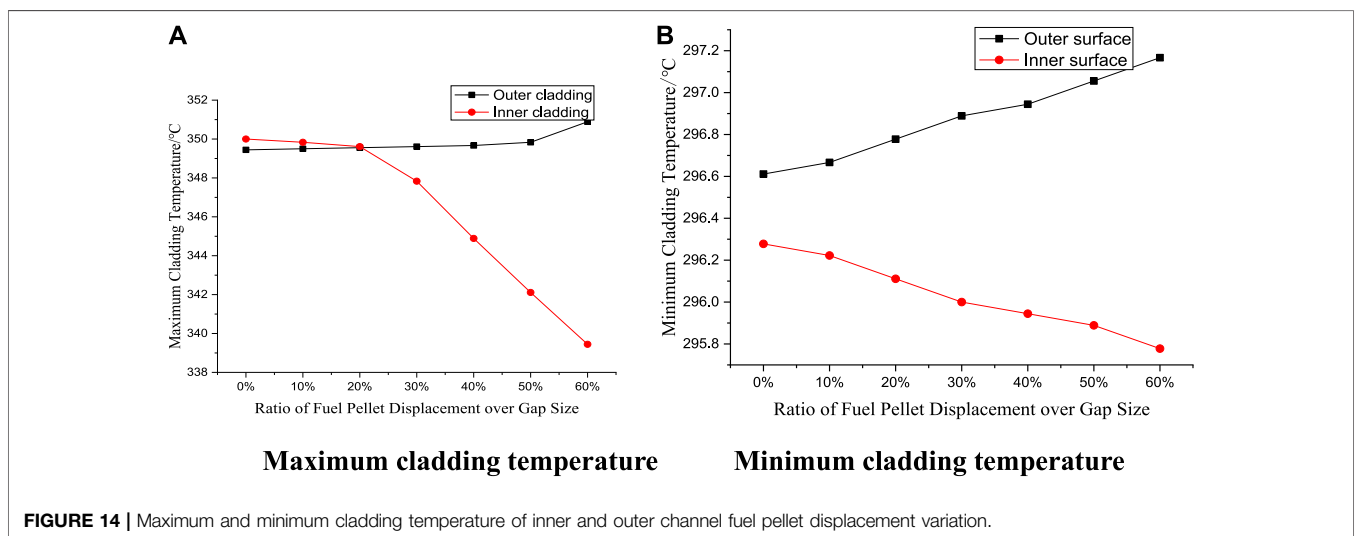 A
Outer cladding
Inner cladding
352
350
348
346
344
342
340
338
Maximum Cladding Temperature/°C
0% 10% 20% 30% 40% 50% 60%
Ratio of Fuel Pellet Displacement over Gap Size
Maximum cladding temperature
B
Outer surface
Inner surface
297.2
297.0
296.8
296.6
296.4
296.2
296.0
295.8
Minimum Cladding Temperature/°C
0% 10% 20% 30% 40% 50% 60%
Ratio of Fuel Pellet Displacement over Gap Size
Minimum cladding temperature
FIGURE 14 | Maximum and minimum cladding temperature of inner and outer channel fuel pellet displacement variation.